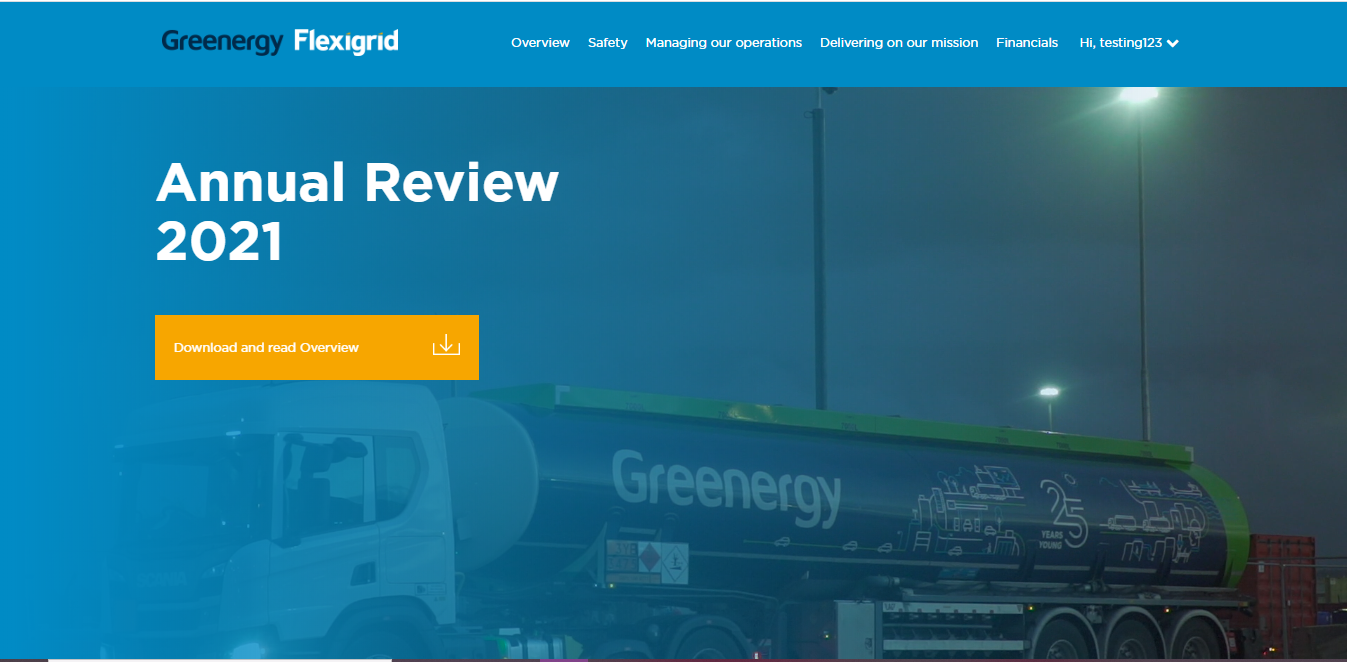 Greenergy Flexigrid
Overview
Safety
Managing our operations
Delivering on our mission
Financials
Hi, testing123
Annual Review
2021
Download and read Overview
Greenergy
25
YEARS
YOUNG